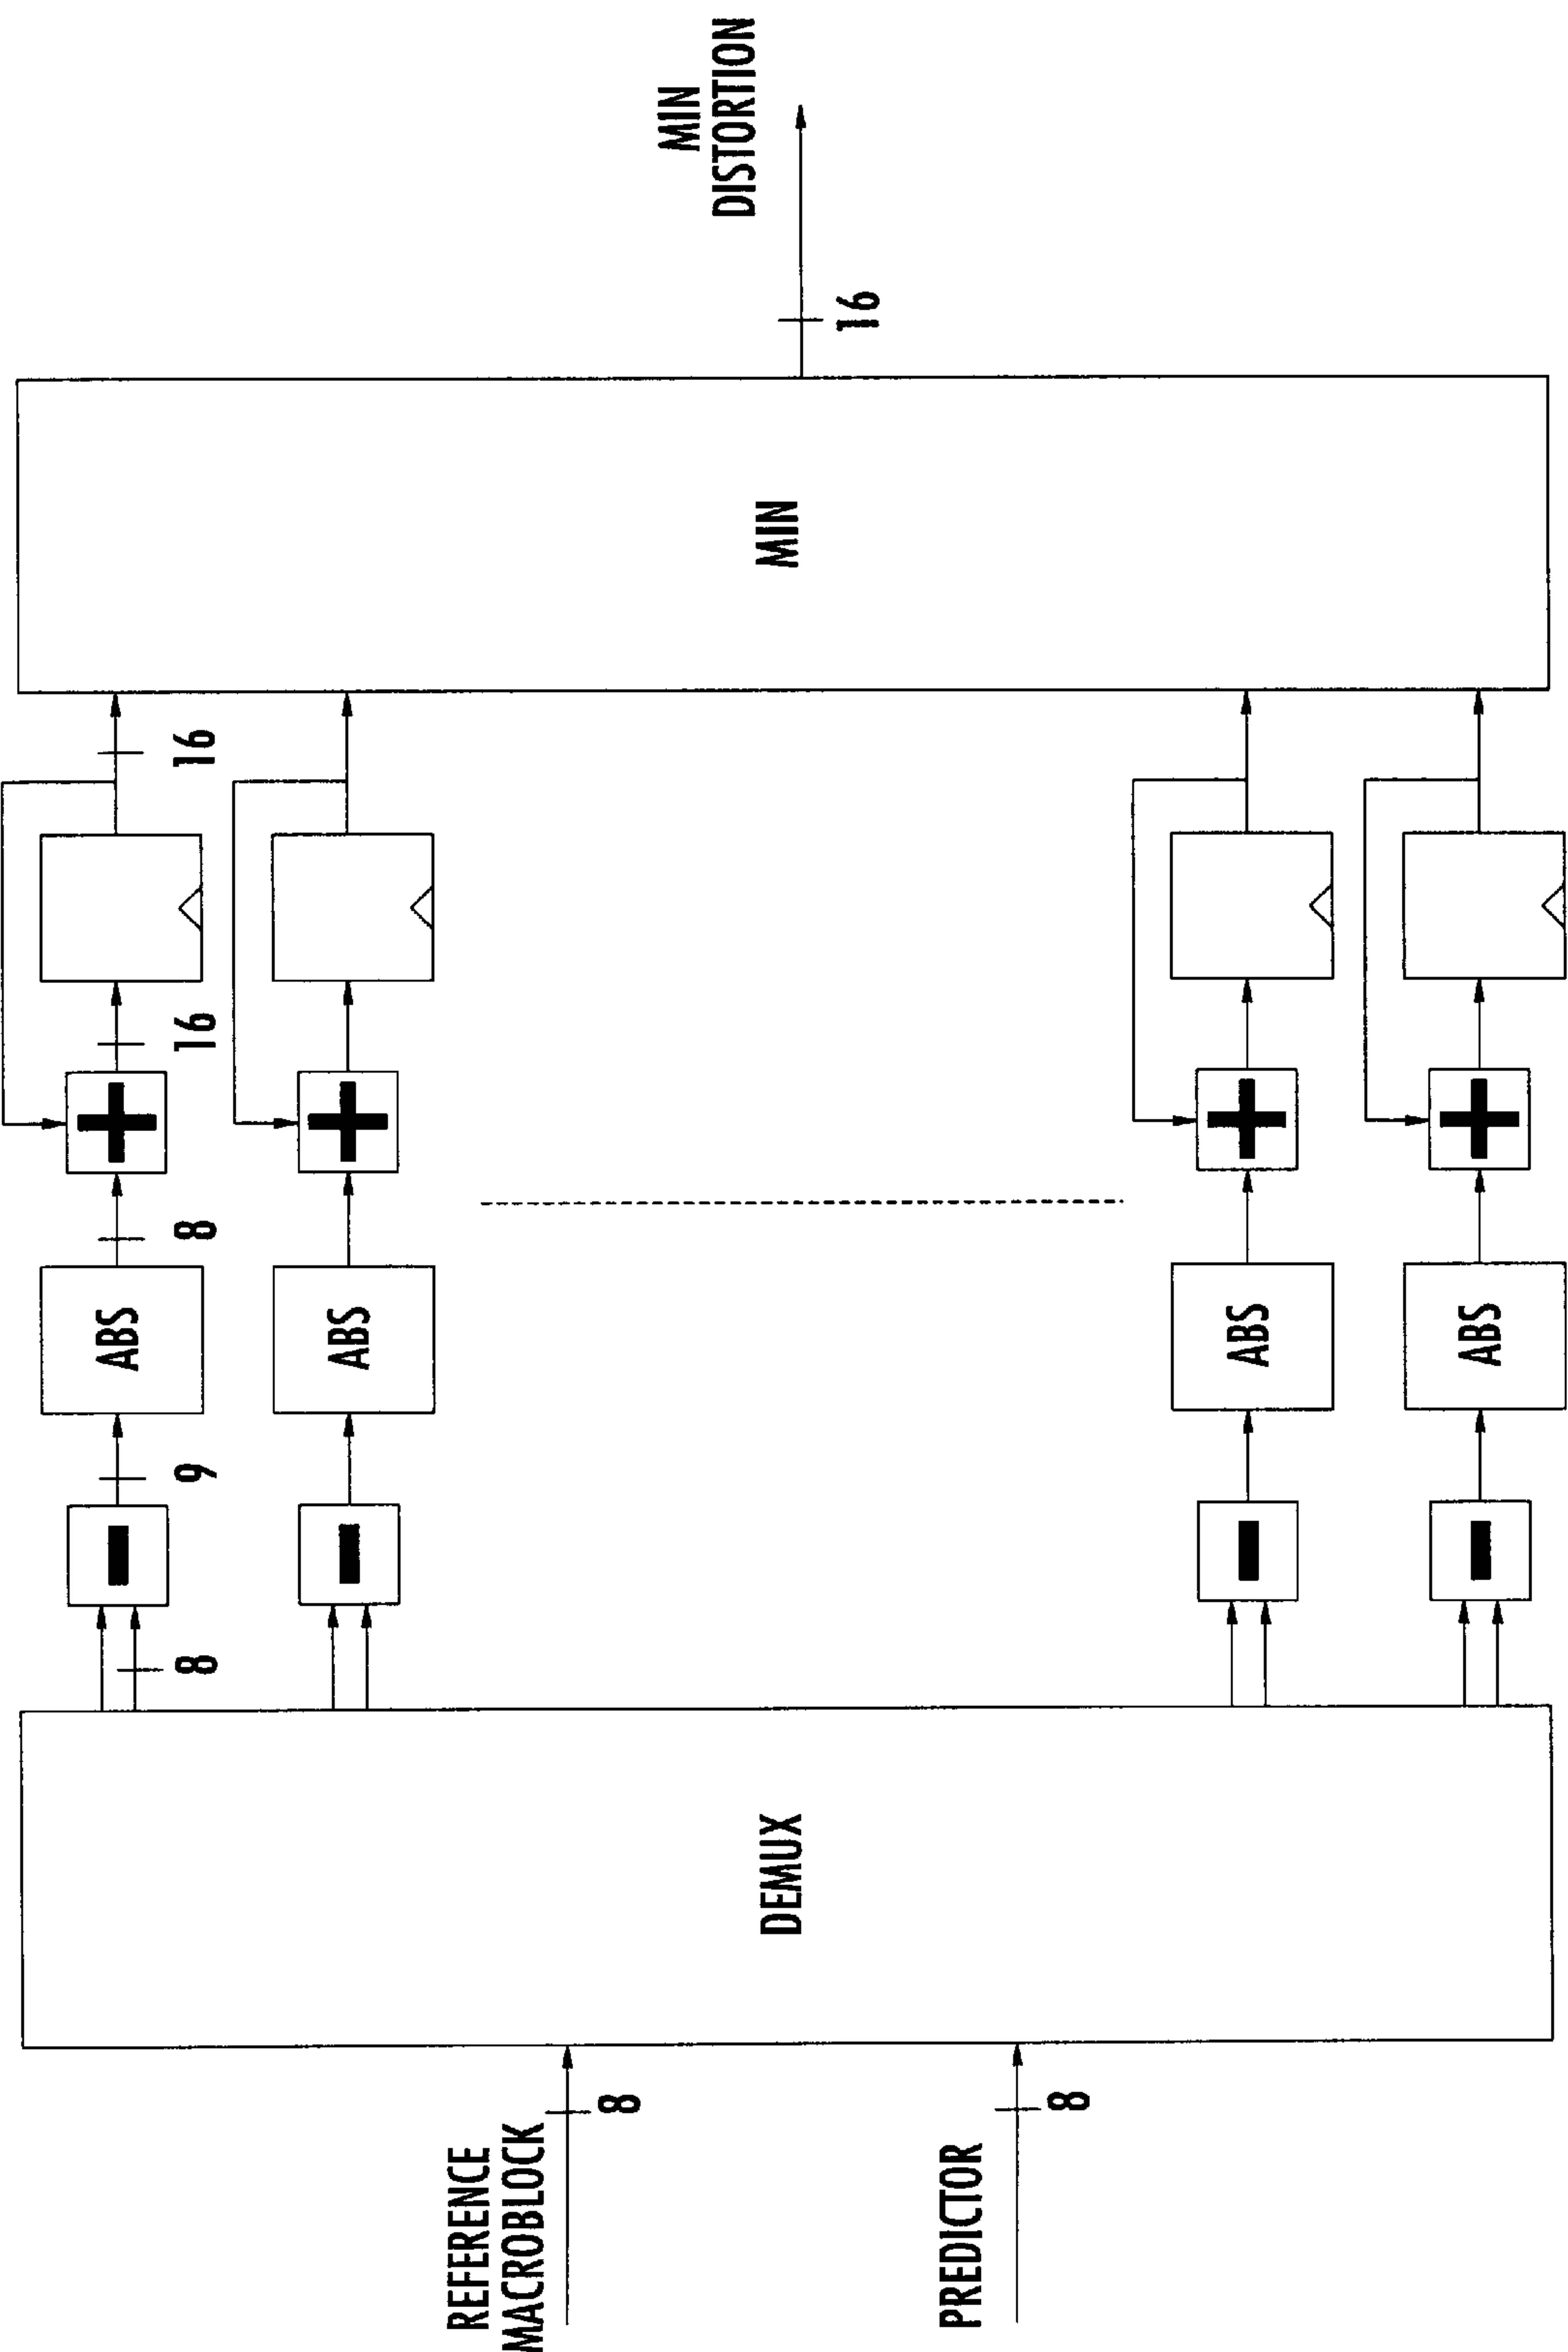 REFERENCE
MACROBLOCK
8
PREDICTOR
8
DEMUX
8
−
9
ABS
8
+
16
16
−
ABS
+
−
ABS
+
−
ABS
+
MIN
16
MIN
DISTORTION